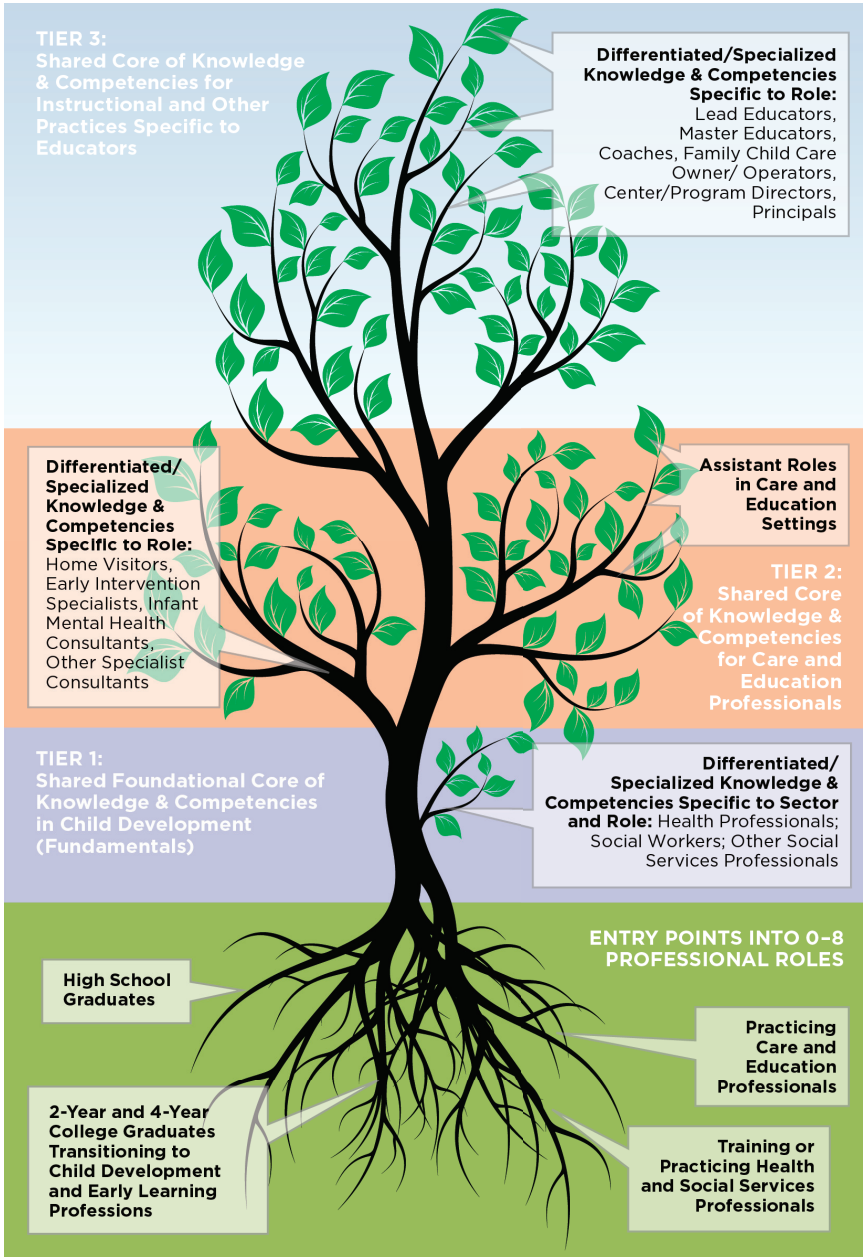 TIER 3:
Shared Core of Knowledge
& Competencies for
Instructional and Other
Practices Specific to
Educators
Differentiated/Specialized
Knowledge & Competencies
Specific to Role:
Lead Educators,
Master Educators,
Coaches, Family Child Care
Owner/ Operators,
Center/Program Directors,
Principals
Differentiated/
Specialized
Knowledge &
Competencies
Specific to Role:
Home Visitors,
Early Intervention
Specialists, Infant
Mental Health
Consultants,
Other Specialist
Consultants
Assistant Roles
in Care and
Education
Settings
TIER 2:
Shared Core
of Knowledge &
Competencies
for Care and
Education
Professionals
TIER 1:
Shared Foundational Core of
Knowledge & Competencies
in Child Development
(Fundamentals)
Differentiated/
Specialized Knowledge &
Competencies Specific to Sector
and Role: Health Professionals;
Social Workers; Other Social
Services Professionals
ENTRY POINTS INTO 0–8
PROFESSIONAL ROLES
High School
Graduates
Practicing
Care and
Education
Professionals
2-Year and 4-Year
College Graduates
Transitioning to
Child Development
and Early Learning
Professions
Training or
Practicing Health
and Social Services
Professionals